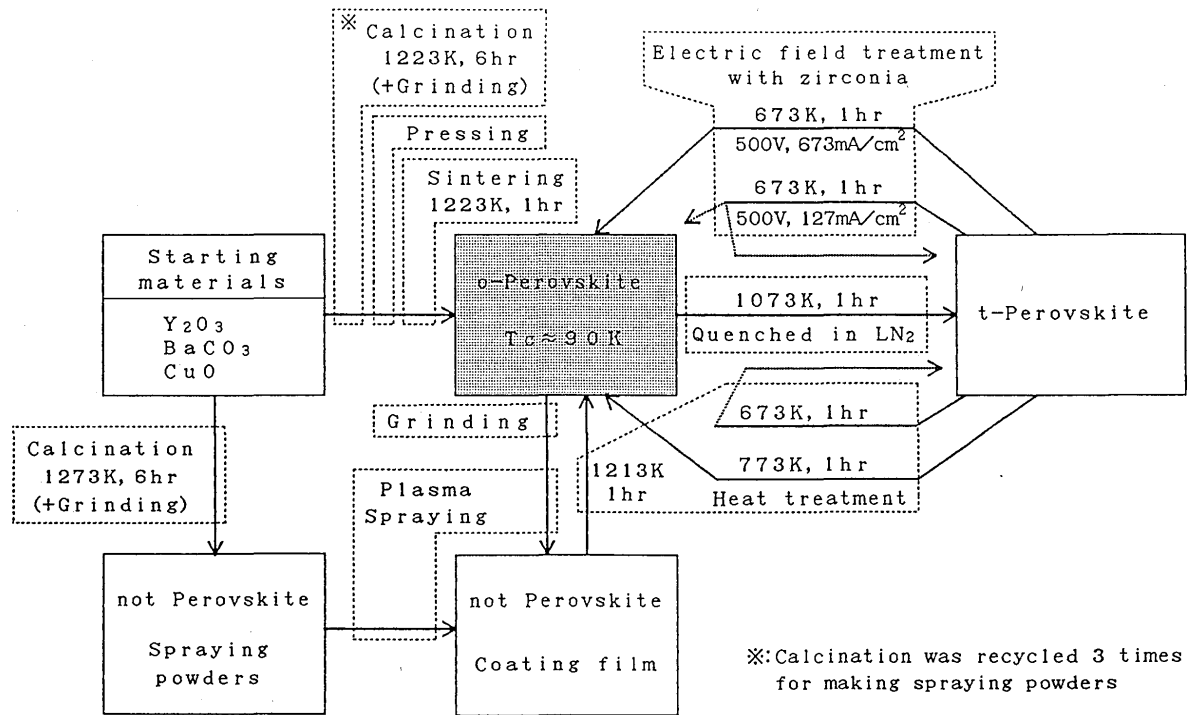 ※ Calcination
1223K, 6hr
(+Grinding)
Pressing
Sintering
1223K, 1hr
Electric field treatment
with zirconia
673K, 1hr
500V, 673mA/cm²
673K, 1hr
500V, 127mA/cm²
Starting
materials
Y₂O₃
BaCO₃
CuO
o-Perovskite
Tc≈90K
1073K, 1hr
Quenched in LN₂
t-Perovskite
673K, 1hr
773K, 1hr
Heat treatment
Grinding
1213K
1hr
Calcination
1273K, 6hr
(+Grinding)
Plasma
Spraying
not Perovskite
Spraying
powders
not Perovskite
Coating film
※:Calcination was recycled 3 times
for making spraying powders